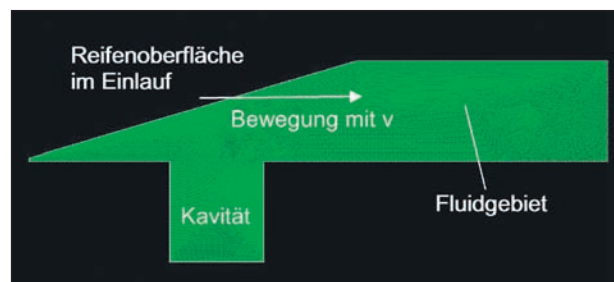 Reifenoberfläche
im Einlauf
Bewegung mit v
Kavität
Fluidgebiet